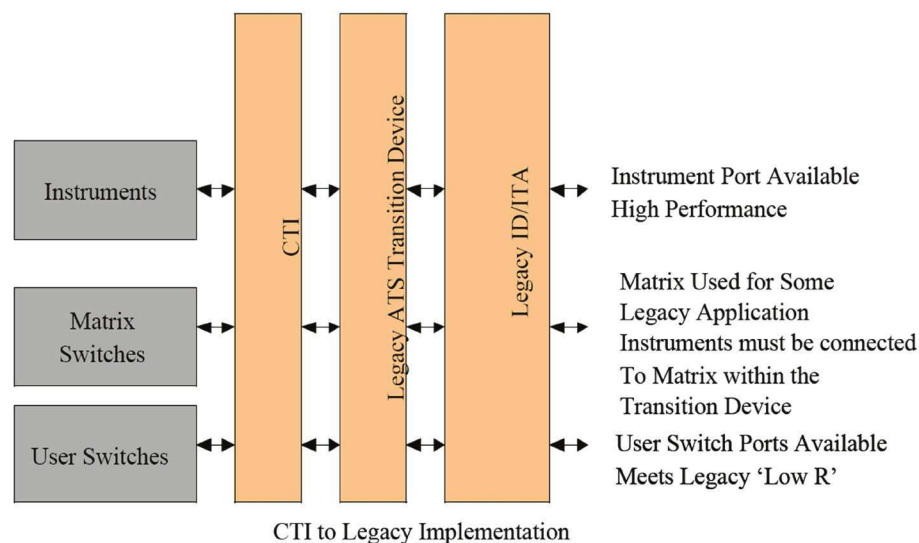 Instruments
Matrix
Switches
User Switches
CTI
Legacy ATS Transition Device
Legacy ID/ITA
Instrument Port Available
High Performance
Matrix Used for Some
Legacy Application
Instruments must be connected
To Matrix within the
Transition Device
User Switch Ports Available
Meets Legacy ‘Low R’
CTI to Legacy Implementation